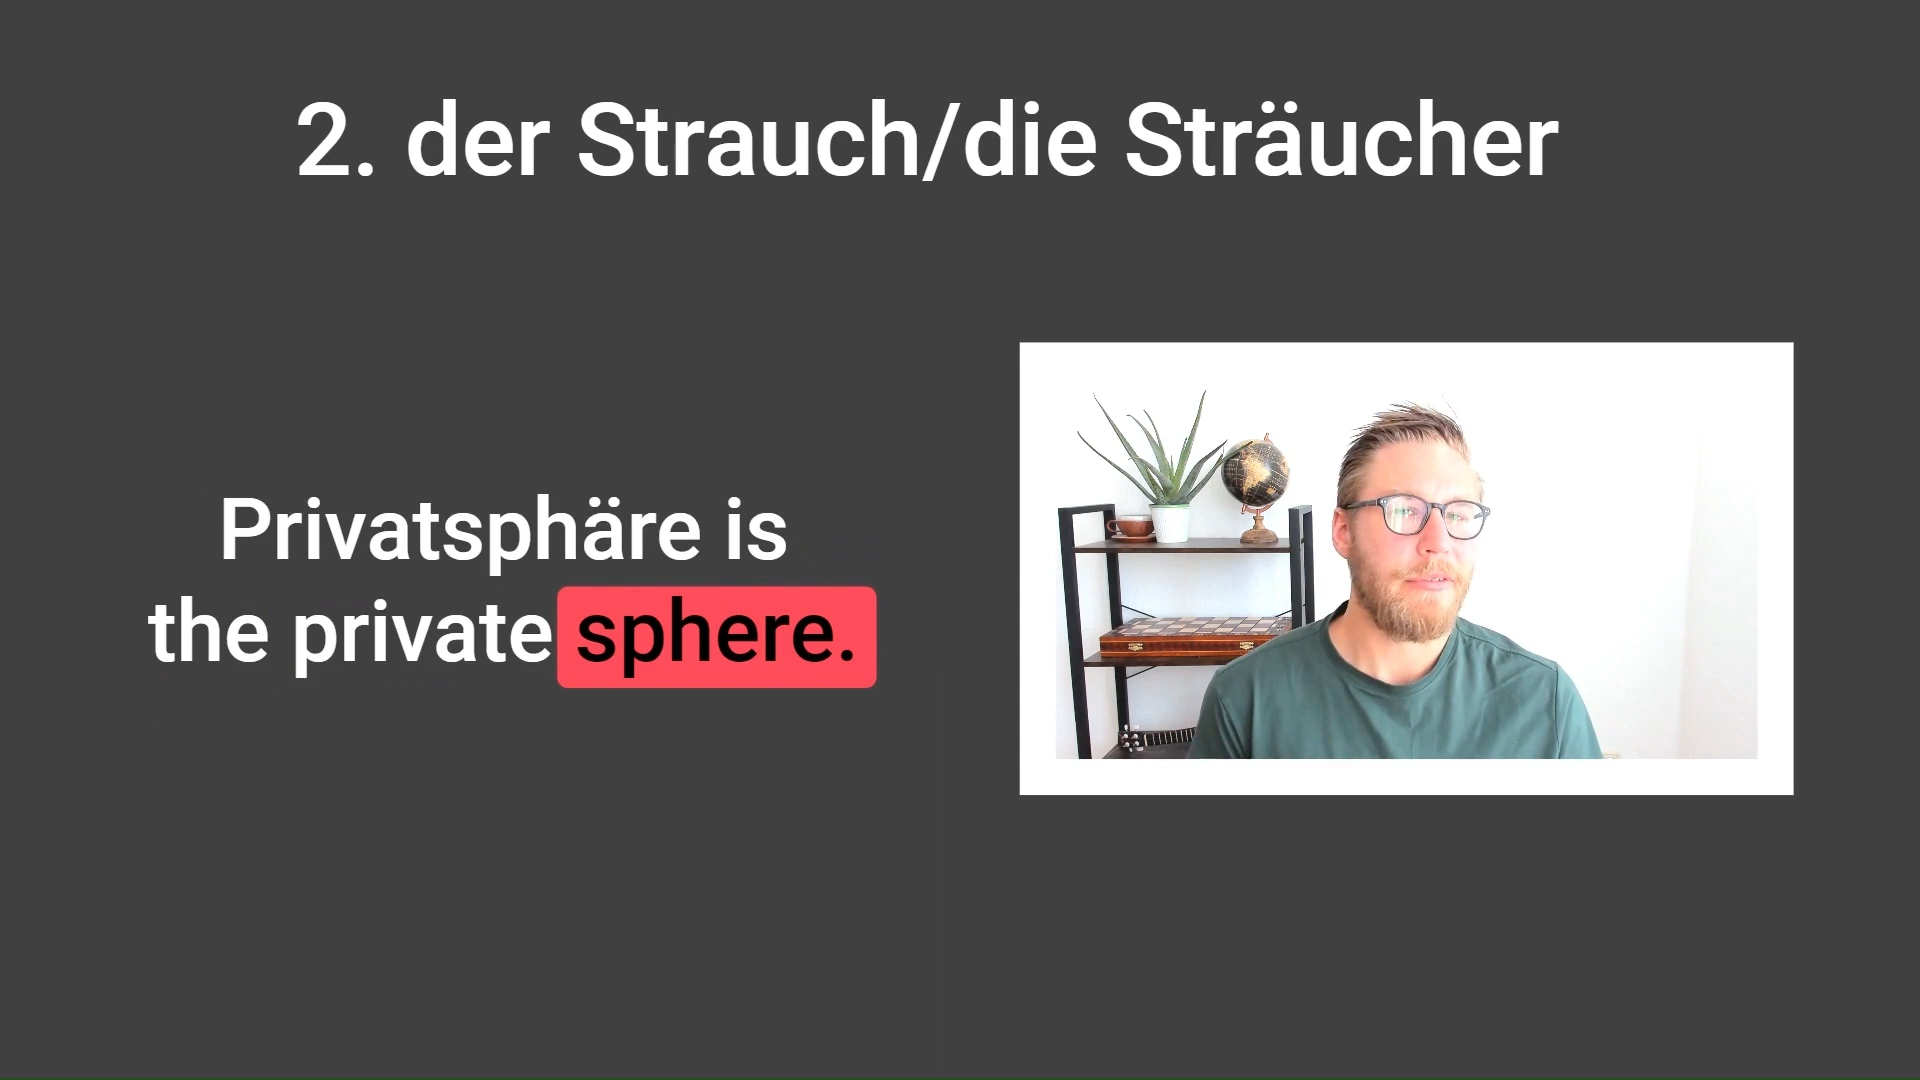 2. der Strauch/die Sträucher
Privatsphäre is
the private sphere.